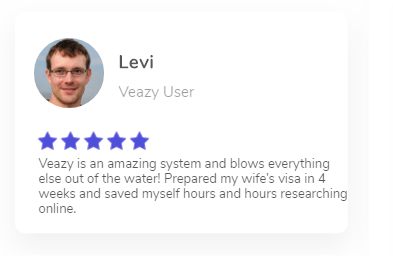 Levi
Veazy User
Veazy is an amazing system and blows everything
else out of the water! Prepared my wife's visa in 4
weeks and saved myself hours and hours researching
online.